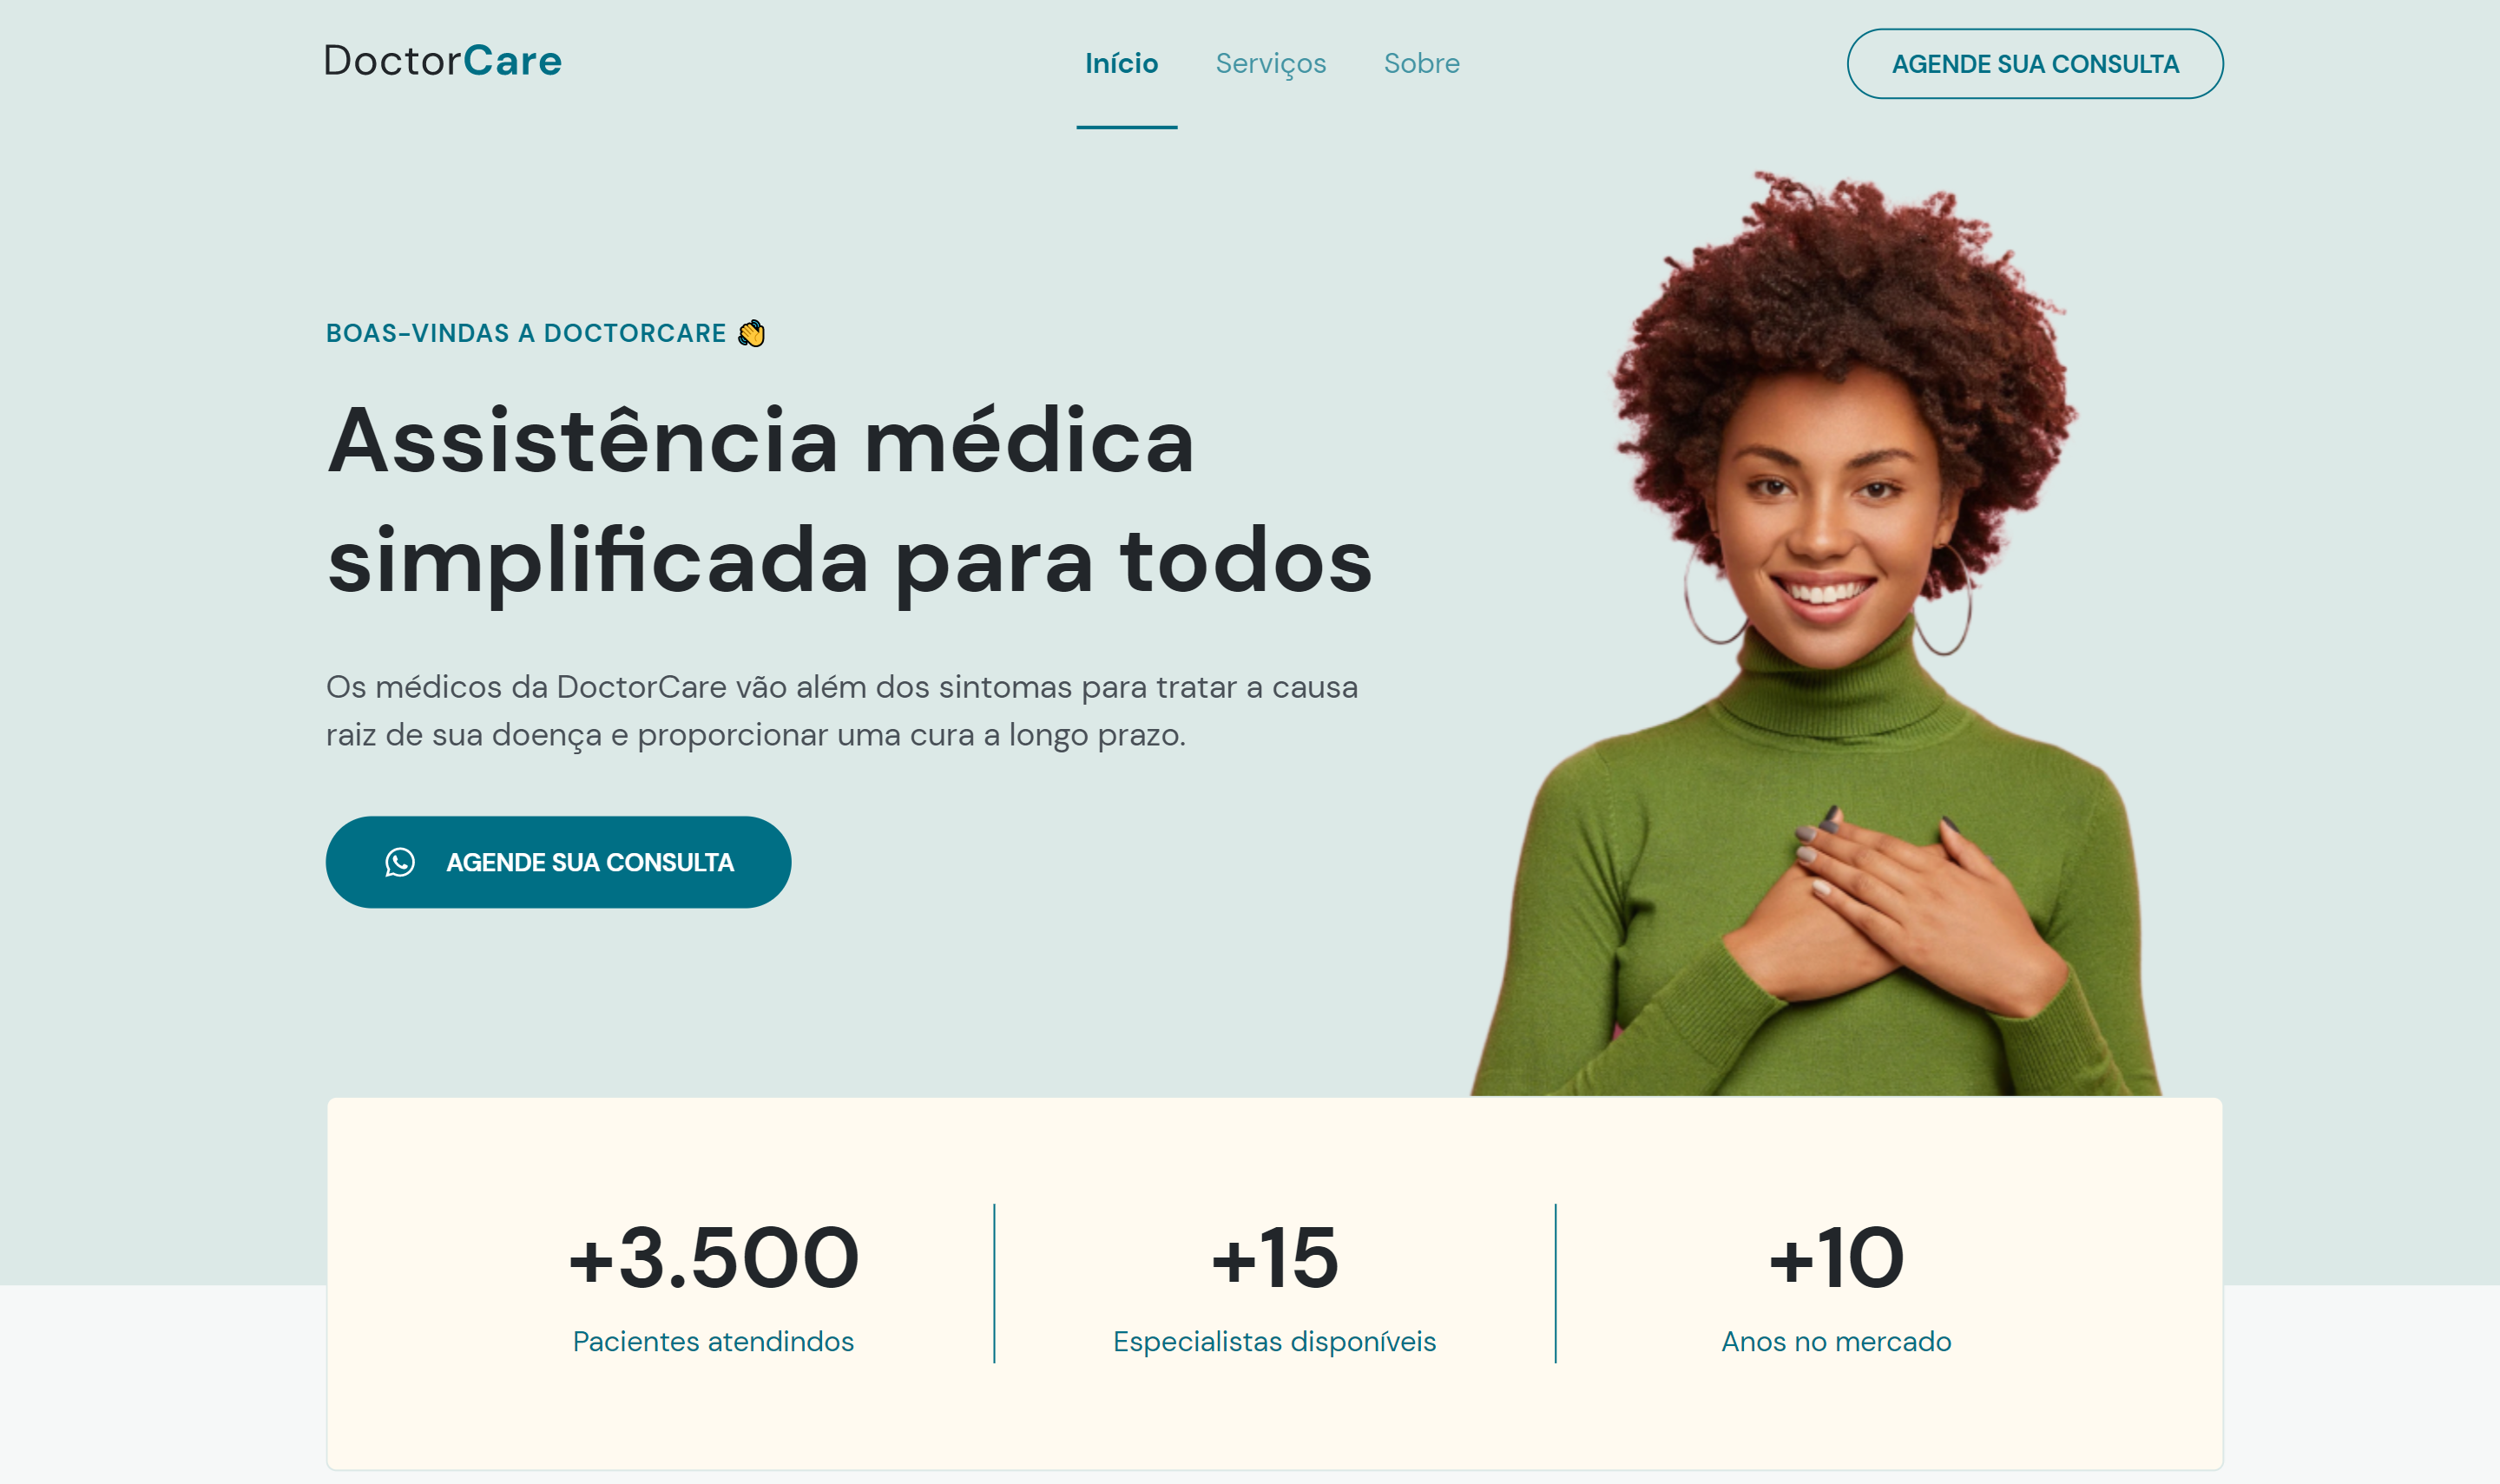 DoctorCare
Início
Serviços
Sobre
AGENDE SUA CONSULTA
BOAS-VINDAS A DOCTORCARE 👋
Assistência médica
simplificada para todos
Os médicos da DoctorCare vão além dos sintomas para tratar a causa
raiz de sua doença e proporcionar uma cura a longo prazo.
AGENDE SUA CONSULTA
+3.500
Pacientes atendindos
+15
Especialistas disponíveis
+10
Anos no mercado